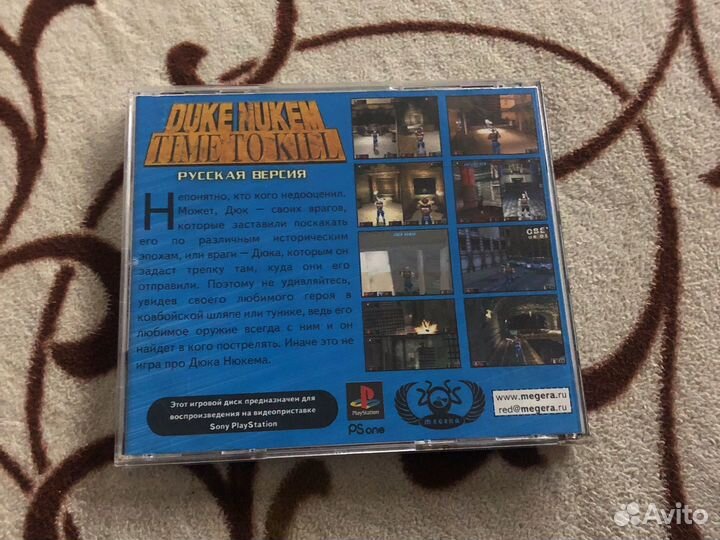 DUKE NUKEM
TIME TO KILL
РУССКАЯ ВЕРСИЯ
Непонятно, кто кого недооценил.
Может, Дюк — своих врагов,
которые заставили поскакать
его по различным историческим
эпохам, или враги — Дюка, которым он
задаст трепку там, куда они его
отправили. Поэтому не удивляйтесь,
увидев своего любимого героя в
ковбойской шляпе или тунике, ведь его
любимое оружие всегда с ним и он
найдет в кого пострелять. Иначе это не
игра про Дюка Нюкема.
Этот игровой диск предназначен для
воспроизведения на видеоприставке
Sony PlayStation
PlayStation
PS one
MEGERA
www.megera.ru
red@megera.ru
Avito